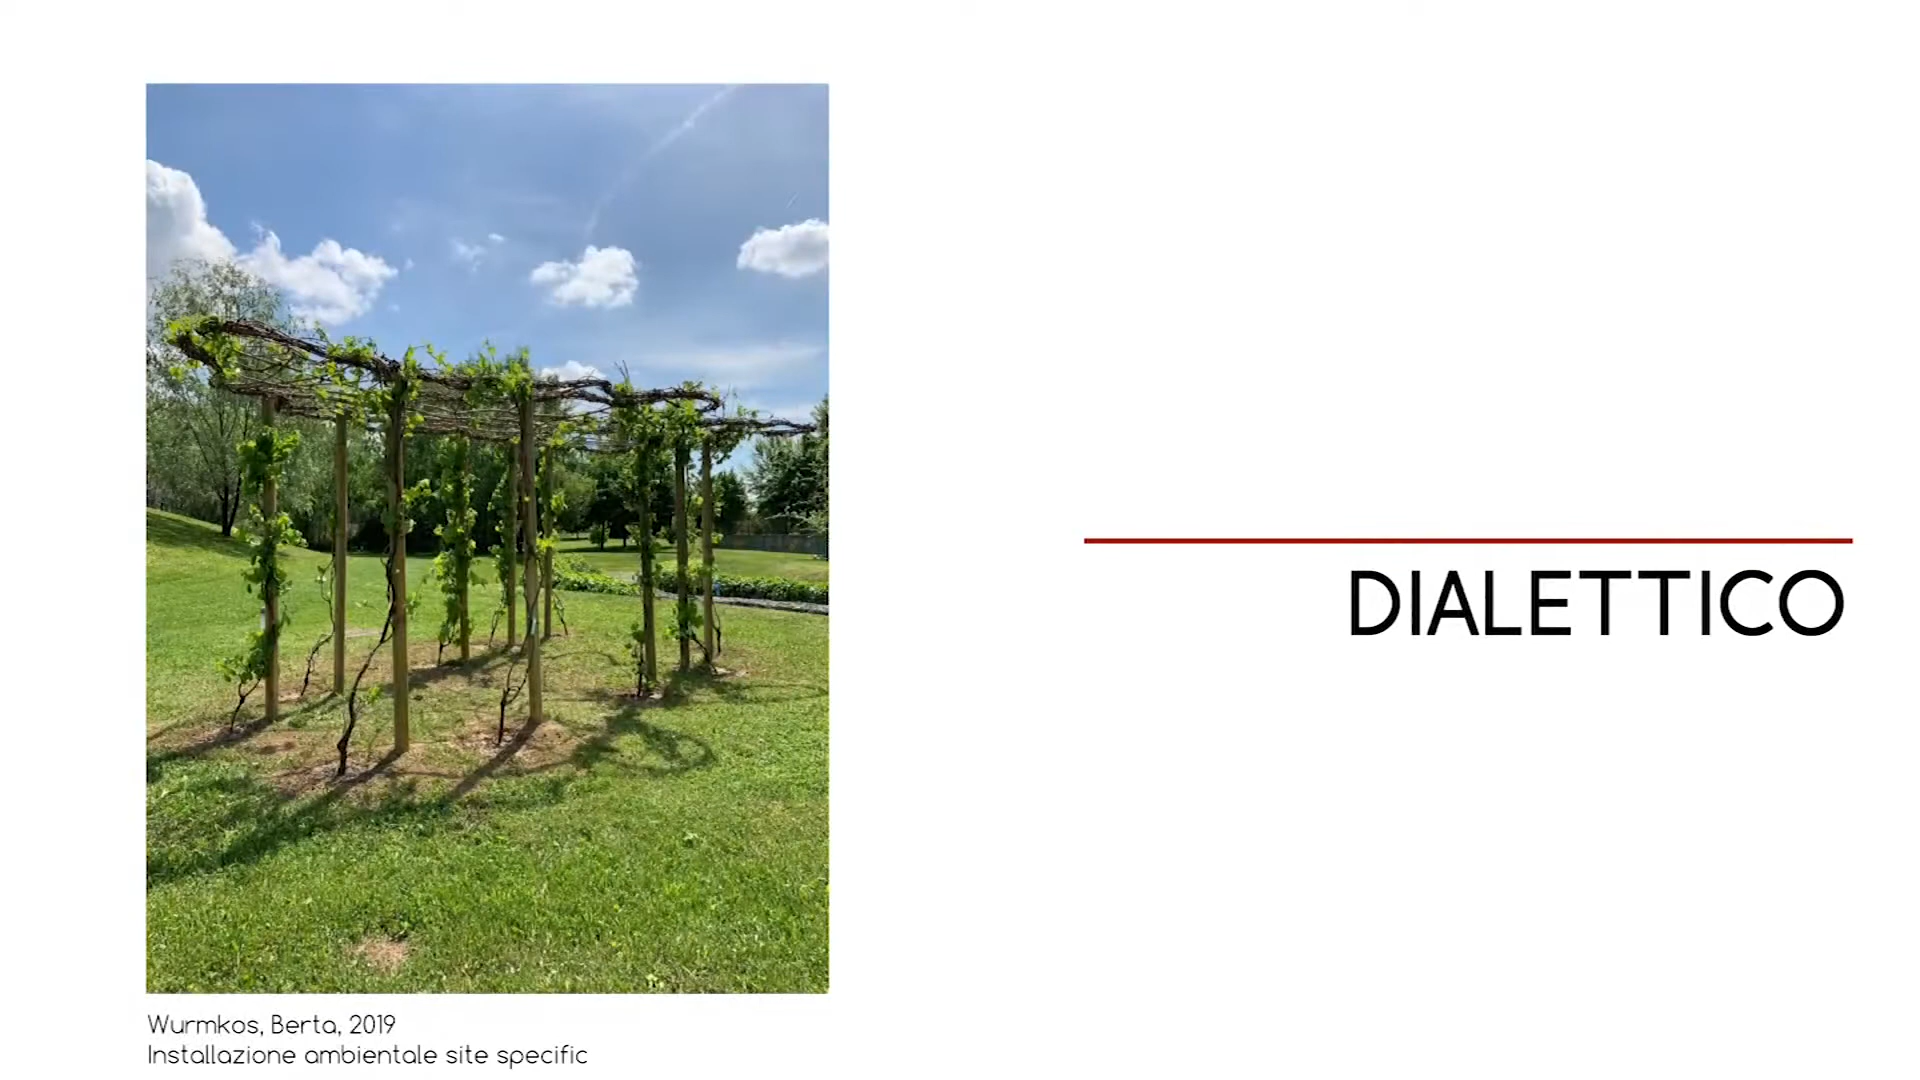 DIALETTICO
Wurmkos, Berta, 2019
Installazione ambientale site specific